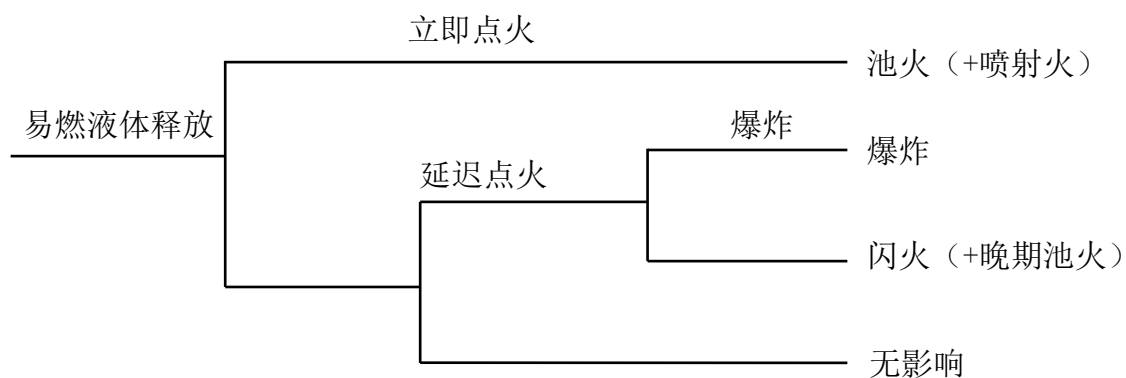 立即点火
池火（+喷射火）
易燃液体释放
爆炸
爆炸
延迟点火
闪火（+晚期池火）
无影响